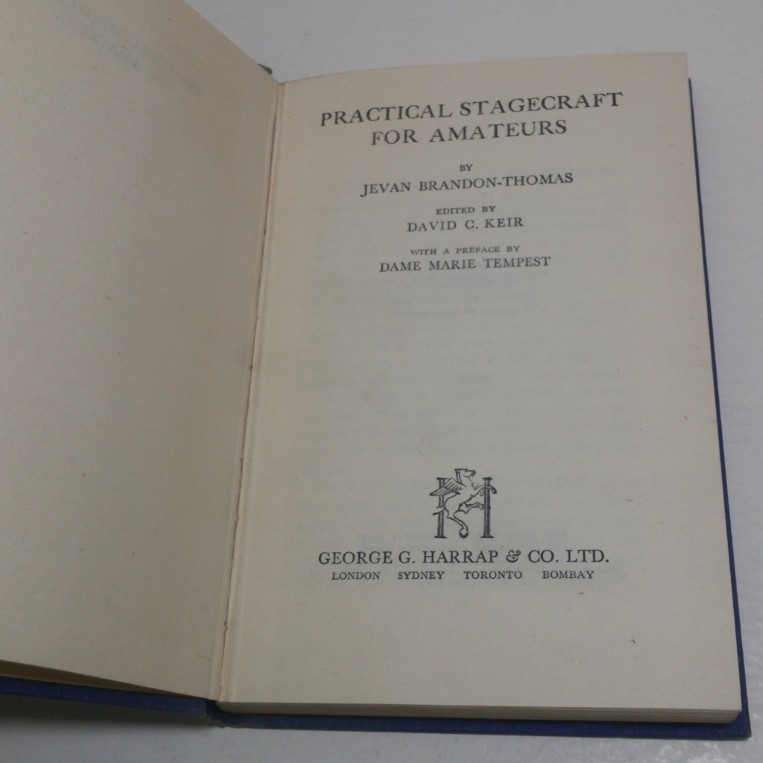 PRACTICAL STAGECRAFT
FOR AMATEURS
BY
JEVAN BRANDON-THOMAS
EDITED BY
DAVID C. KEIR
WITH A PREFACE BY
DAME MARIE TEMPEST
H
GEORGE G. HARRAP & CO. LTD.
LONDON SYDNEY TORONTO BOMBAY